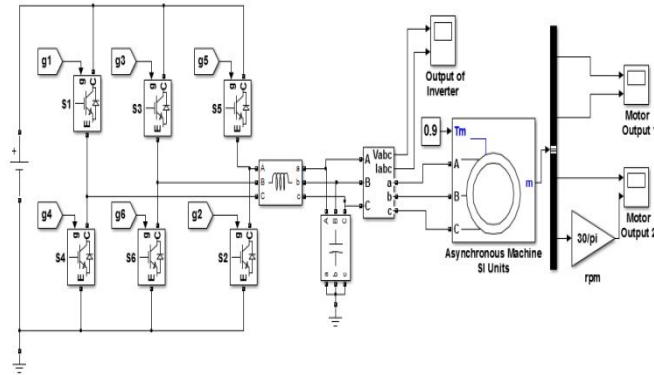 g1
g3
g5
g C
S1
E
g C
S3
E
g C
S5
E
g4
g6
g2
g C
S4
E
g C
S6
E
g C
S2
E
A
B
C
a
b
c
A B C
a b c
Output of
Inverter
0.9
Vabc
Iabc
A
B
C
a
b
c
Tm
A
B
C
m
Asynchronous Machine
SI Units
Motor
Output 1
Motor
Output 2
30/pi
rpm